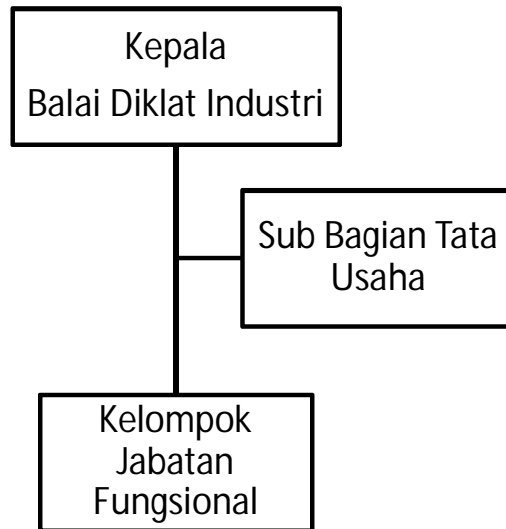 Kepala
Balai Diklat Industri
Sub Bagian Tata
Usaha
Kelompok
Jabatan
Fungsional